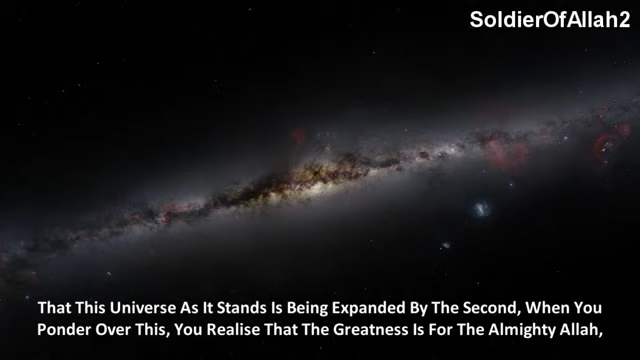 SoldierOfAllah2
That This Universe As It Stands Is Being Expanded By The Second, When You
Ponder Over This, You Realise That The Greatness Is For The Almighty Allah,